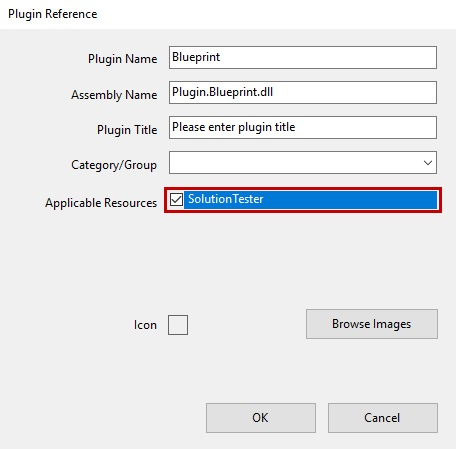 Plugin Reference
Plugin Name Blueprint
Assembly Name Plugin.Blueprint.dll
Plugin Title Please enter plugin title
Category/Group
Applicable Resources SolutionTester
Icon Browse Images
OK Cancel